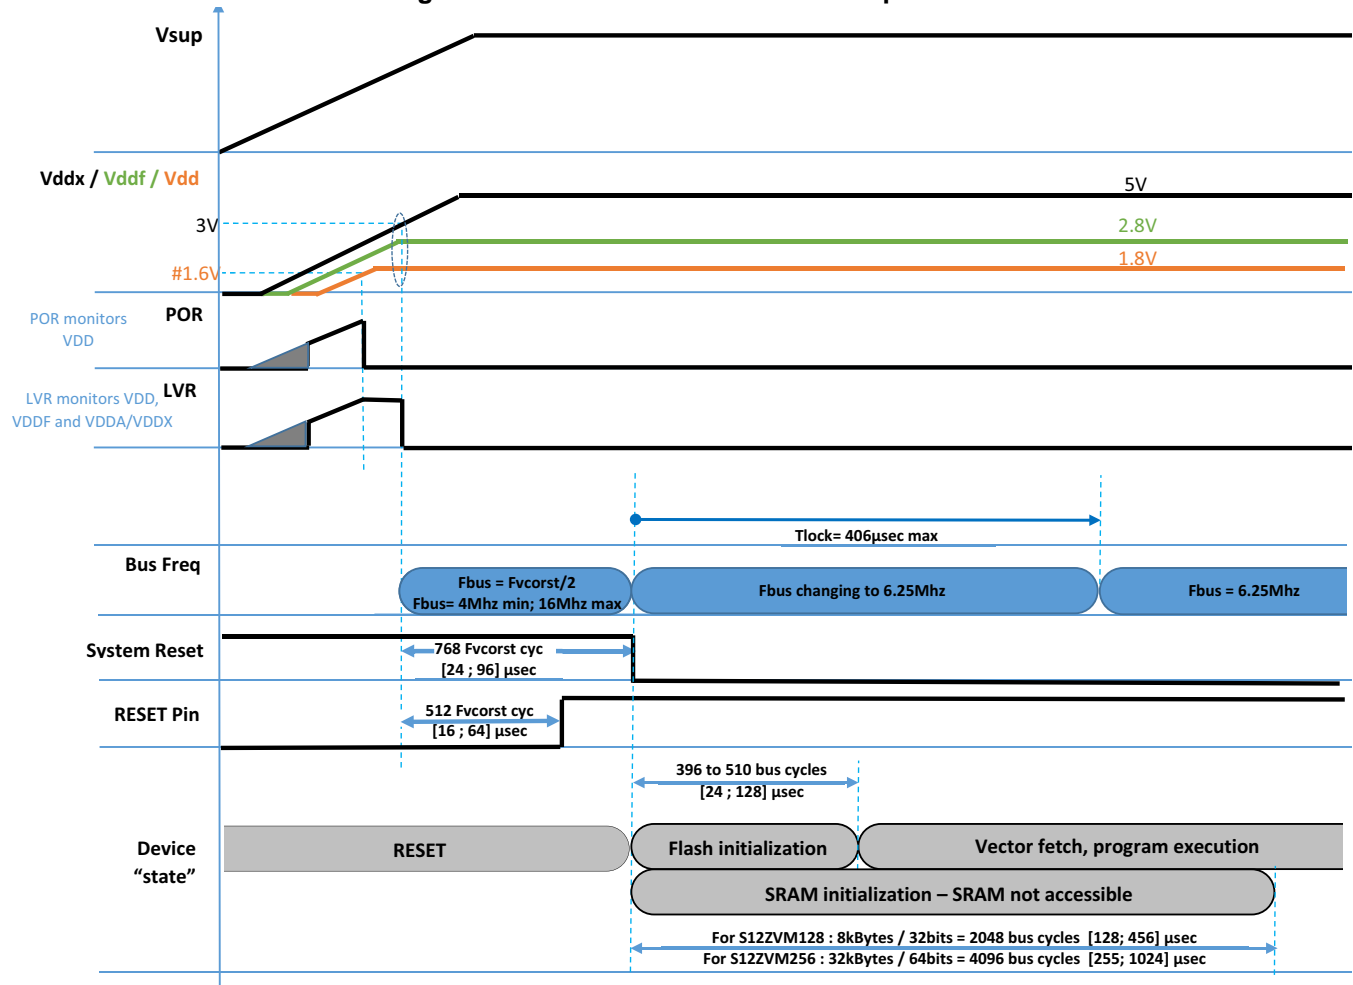 Vsup
Vddx / Vddf / Vdd
5V
3V
2.8V
#1.6V
1.8V
POR monitors
VDD
POR
LVR
LVR monitors VDD,
VDDF and VDDA/VDDX
Tlock= 406µsec max
Bus Freq
Fbus = Fvcorst/2
Fbus= 4Mhz min; 16Mhz max
Fbus changing to 6.25Mhz
Fbus = 6.25Mhz
System Reset
768 Fvcorst cyc
[24 ; 96] µsec
RESET Pin
512 Fvcorst cyc
[16 ; 64] µsec
396 to 510 bus cycles
[24 ; 128] µsec
Device
“state”
RESET
Flash initialization
Vector fetch, program execution
SRAM initialization – SRAM not accessible
For S12ZVM128 : 8kBytes / 32bits = 2048 bus cycles [128; 456] µsec
For S12ZVM256 : 32kBytes / 64bits = 4096 bus cycles [255; 1024] µsec